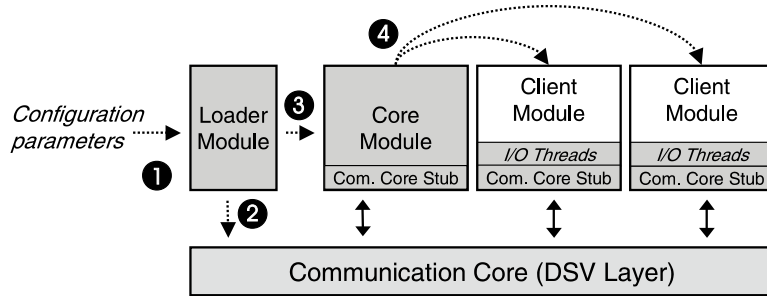 4
Configuration
parameters
1
Loader
Module
2
3
Core
Module
Com. Core Stub
Client
Module
I/O Threads
Com. Core Stub
Client
Module
I/O Threads
Com. Core Stub
Communication Core (DSV Layer)